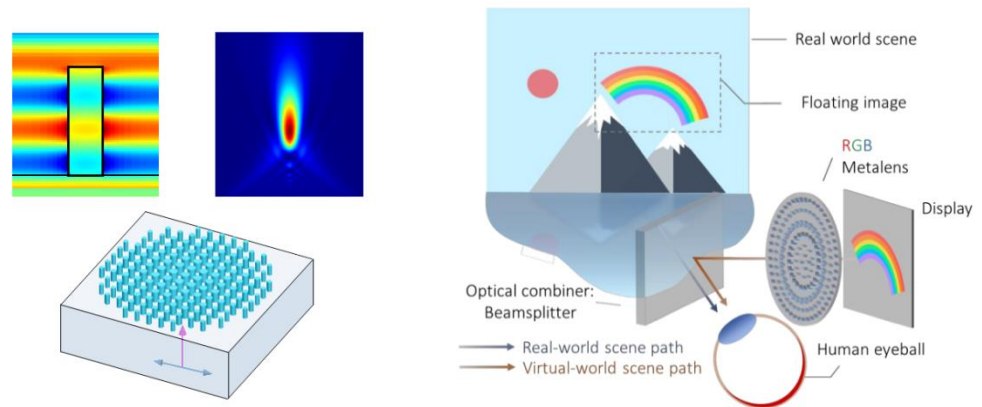 Real world scene
Floating image
RGB
Metalens
Display
Optical combiner:
Beamsplitter
Real-world scene path
Virtual-world scene path
Human eyeball